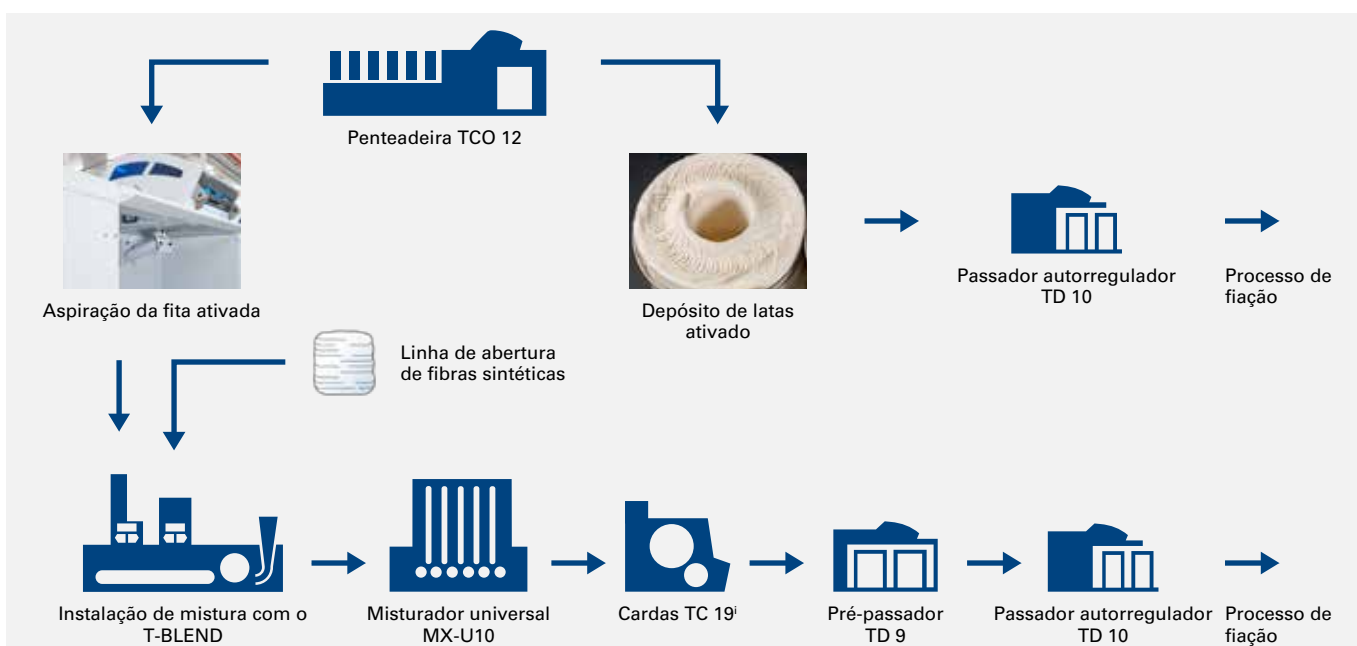 Penteadeira TCO 12
Aspiração da fita ativada
Depósito de latas
ativado
Passador autorregulador
TD 10
Processo de
fiação
Linha de abertura
de fibras sintéticas
Instalação de mistura com o
T-BLEND
Misturador universal
MX-U10
Cardas TC 19ⁱ
Pré-passador
TD 9
Passador autorregulador
TD 10
Processo de
fiação